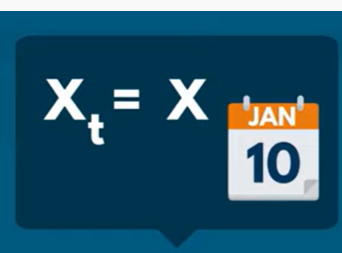 Xₜ = X
JAN
10